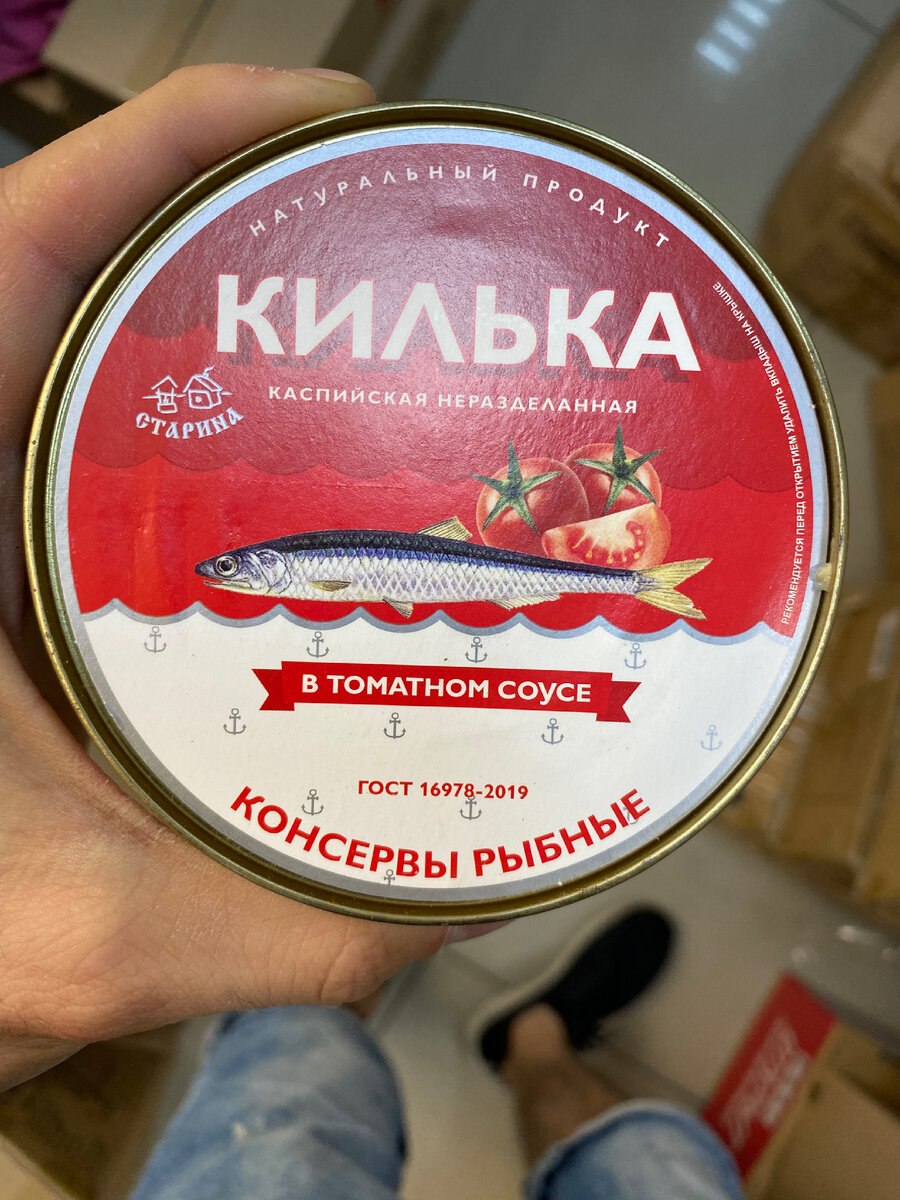 НАТУРАЛЬНЫЙ ПРОДУКТ
КИЛЬКА
КАСПИЙСКАЯ НЕРАЗДЕЛАННАЯ
СТАРИНА
РЕКОМЕНДУЕТСЯ ПЕРЕД ОТКРЫТИЕМ УДАЛИТЬ ВКЛАДЫШ НА КРЫШКЕ
В ТОМАТНОМ СОУСЕ
ГОСТ 16978-2019
КОНСЕРВЫ РЫБНЫЕ